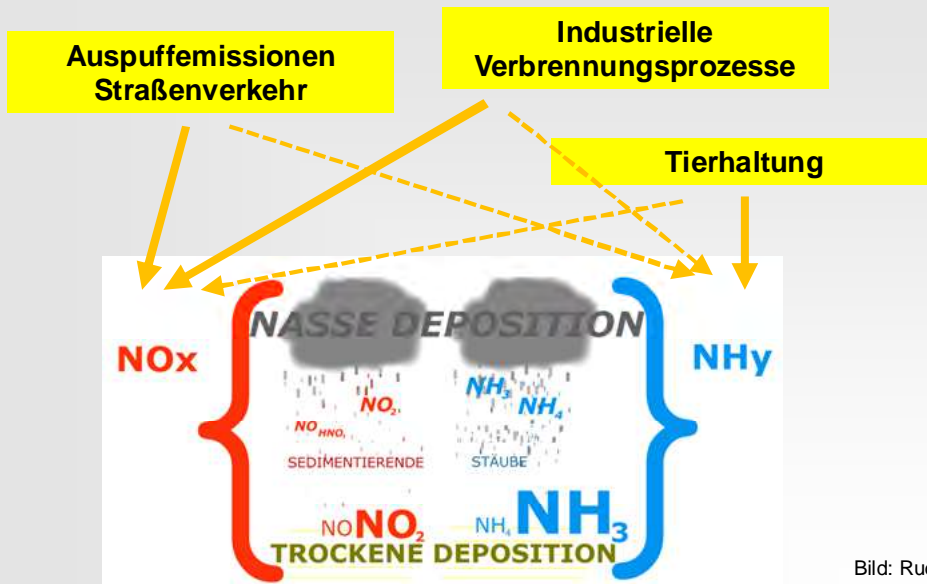 Auspuffemissionen
Straßenverkehr
Industrielle
Verbrennungsprozesse
Tierhaltung
NASSE DEPOSITION
NOx
NHy
NO₂
NH₃
NH₄
NO HNO₃
SEDIMENTIERENDE STÄUBE
NO NO₂ NH₄ NH₃
TROCKENE DEPOSITION
Bild: